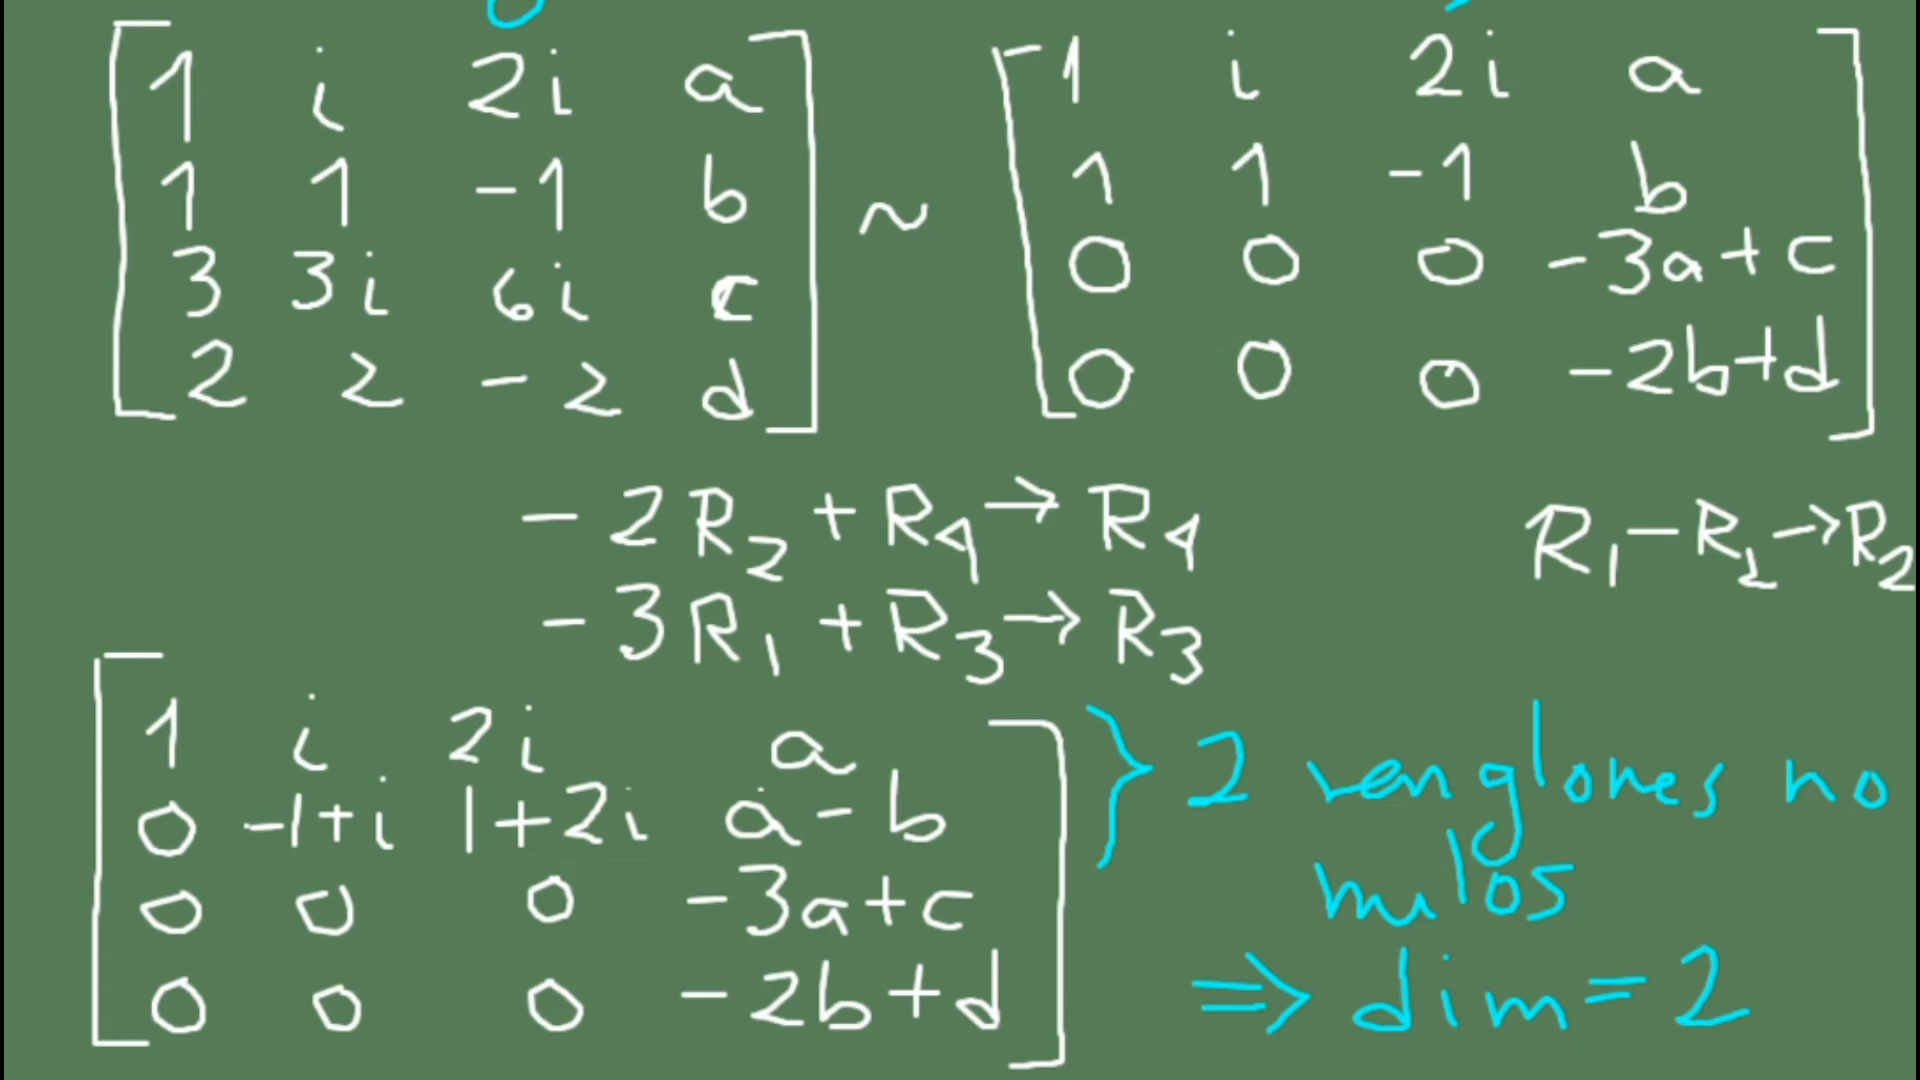 1 i 2i a
1 1 -1 b
3 3i 6i c
2 2 -2 d
~
1 i 2i a
1 1 -1 b
0 0 0 -3a+c
0 0 0 -2b+d
-2R₂+R₄→R₄
-3R₁+R₃→R₃
R₁-R₂→R₂
1 i 2i a
0 -1+i 1+2i a-b
0 0 0 -3a+c
0 0 0 -2b+d
} 2 renglones no
nulos
⇒ dim=2